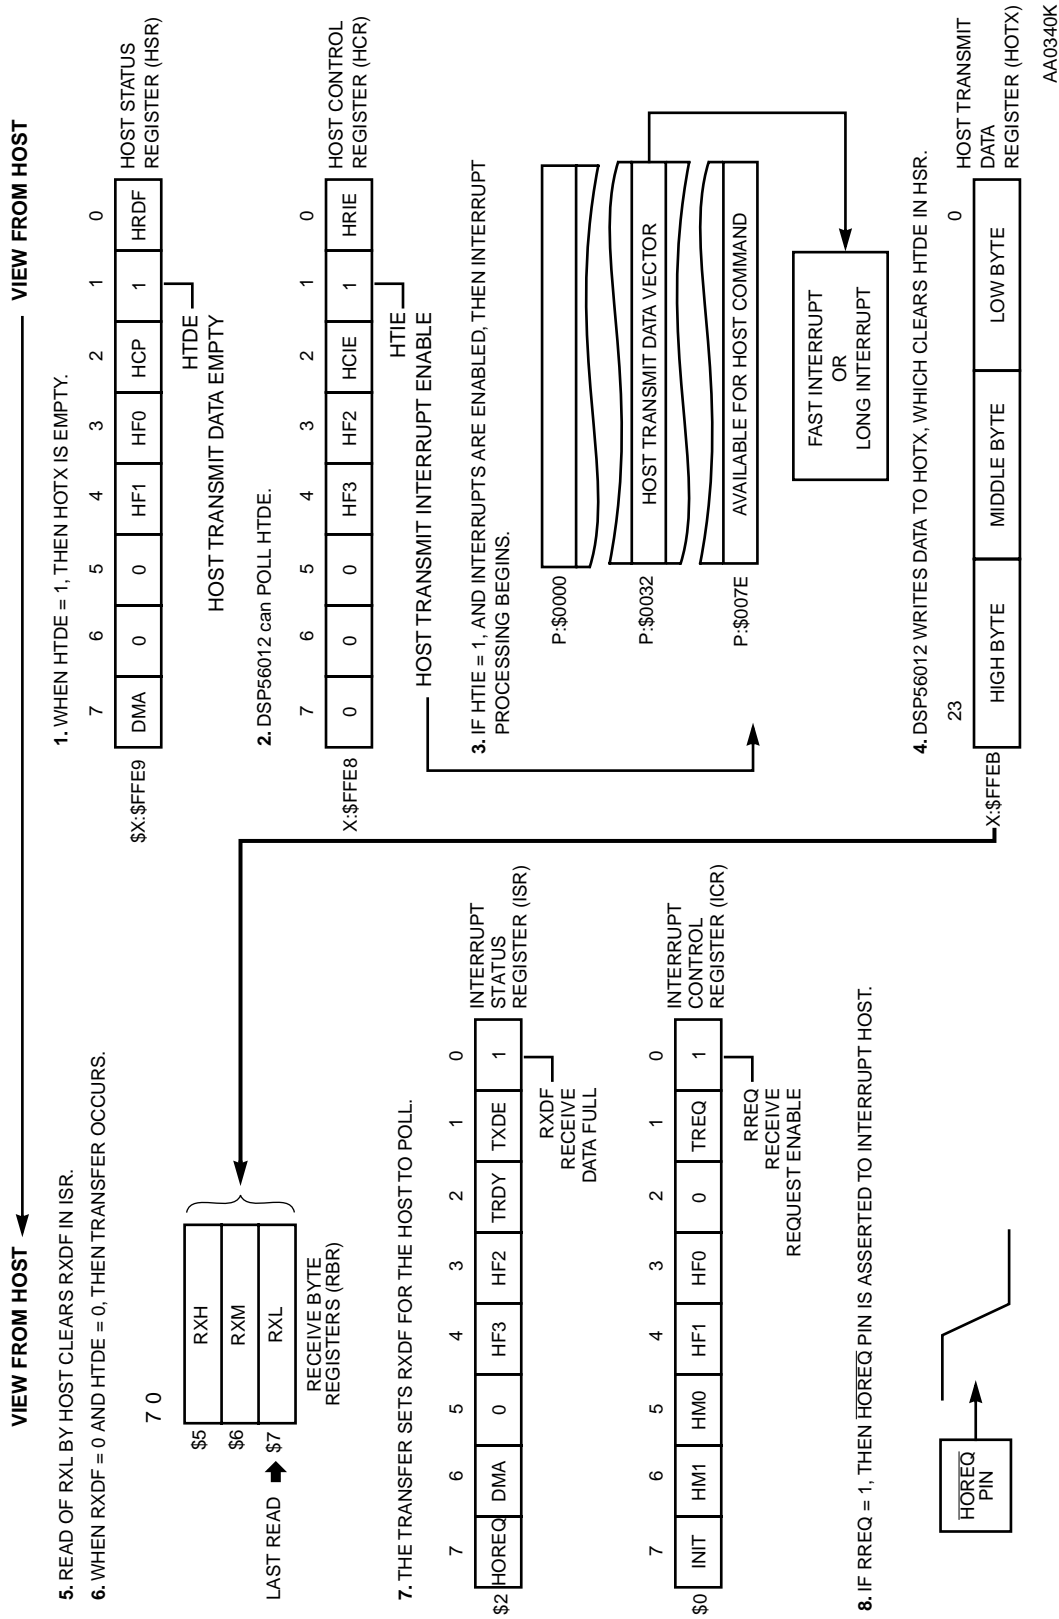 VIEW FROM HOST
VIEW FROM HOST
1. WHEN HTDE = 1, THEN HOTX IS EMPTY.
7 6 5 4 3 2 1 0
$X:$FFE9 DMA 0 0 HF1 HF0 HCP 1 HRDF
HOST STATUS
REGISTER (HSR)
HTDE
HOST TRANSMIT DATA EMPTY
2. DSP56012 can POLL HTDE.
7 6 5 4 3 2 1 0
X:$FFE8 0 0 0 HF3 HF2 HCIE 1 HRIE
HOST CONTROL
REGISTER (HCR)
HTIE
HOST TRANSMIT INTERRUPT ENABLE
3. IF HTIE = 1, AND INTERRUPTS ARE ENABLED, THEN INTERRUPT
PROCESSING BEGINS.
P:$0000
P:$0032 HOST TRANSMIT DATA VECTOR
P:$007E AVAILABLE FOR HOST COMMAND
FAST INTERRUPT
OR
LONG INTERRUPT
4. DSP56012 WRITES DATA TO HOTX, WHICH CLEARS HTDE IN HSR.
23 0
X:$FFEB HIGH BYTE MIDDLE BYTE LOW BYTE
HOST TRANSMIT
DATA
REGISTER (HOTX)
5. READ OF RXL BY HOST CLEARS RXDF IN ISR.
6. WHEN RXDF = 0 AND HTDE = 0, THEN TRANSFER OCCURS.
7 0
$5 RXH
$6 RXM
LAST READ $7 RXL
RECEIVE BYTE
REGISTERS (RBR)
7. THE TRANSFER SETS RXDF FOR THE HOST TO POLL.
7 6 5 4 3 2 1 0
$2 HOREQ DMA 0 HF3 HF2 TRDY TXDE 1
INTERRUPT
STATUS
REGISTER (ISR)
RXDF
RECEIVE
DATA FULL
7 6 5 4 3 2 1 0
$0 INIT HM1 HM0 HF1 HF0 0 TREQ 1
INTERRUPT
CONTROL
REGISTER (ICR)
RREQ
RECEIVE
REQUEST ENABLE
8. IF RREQ = 1, THEN HOREQ PIN IS ASSERTED TO INTERRUPT HOST.
HOREQ
PIN
AA0340K